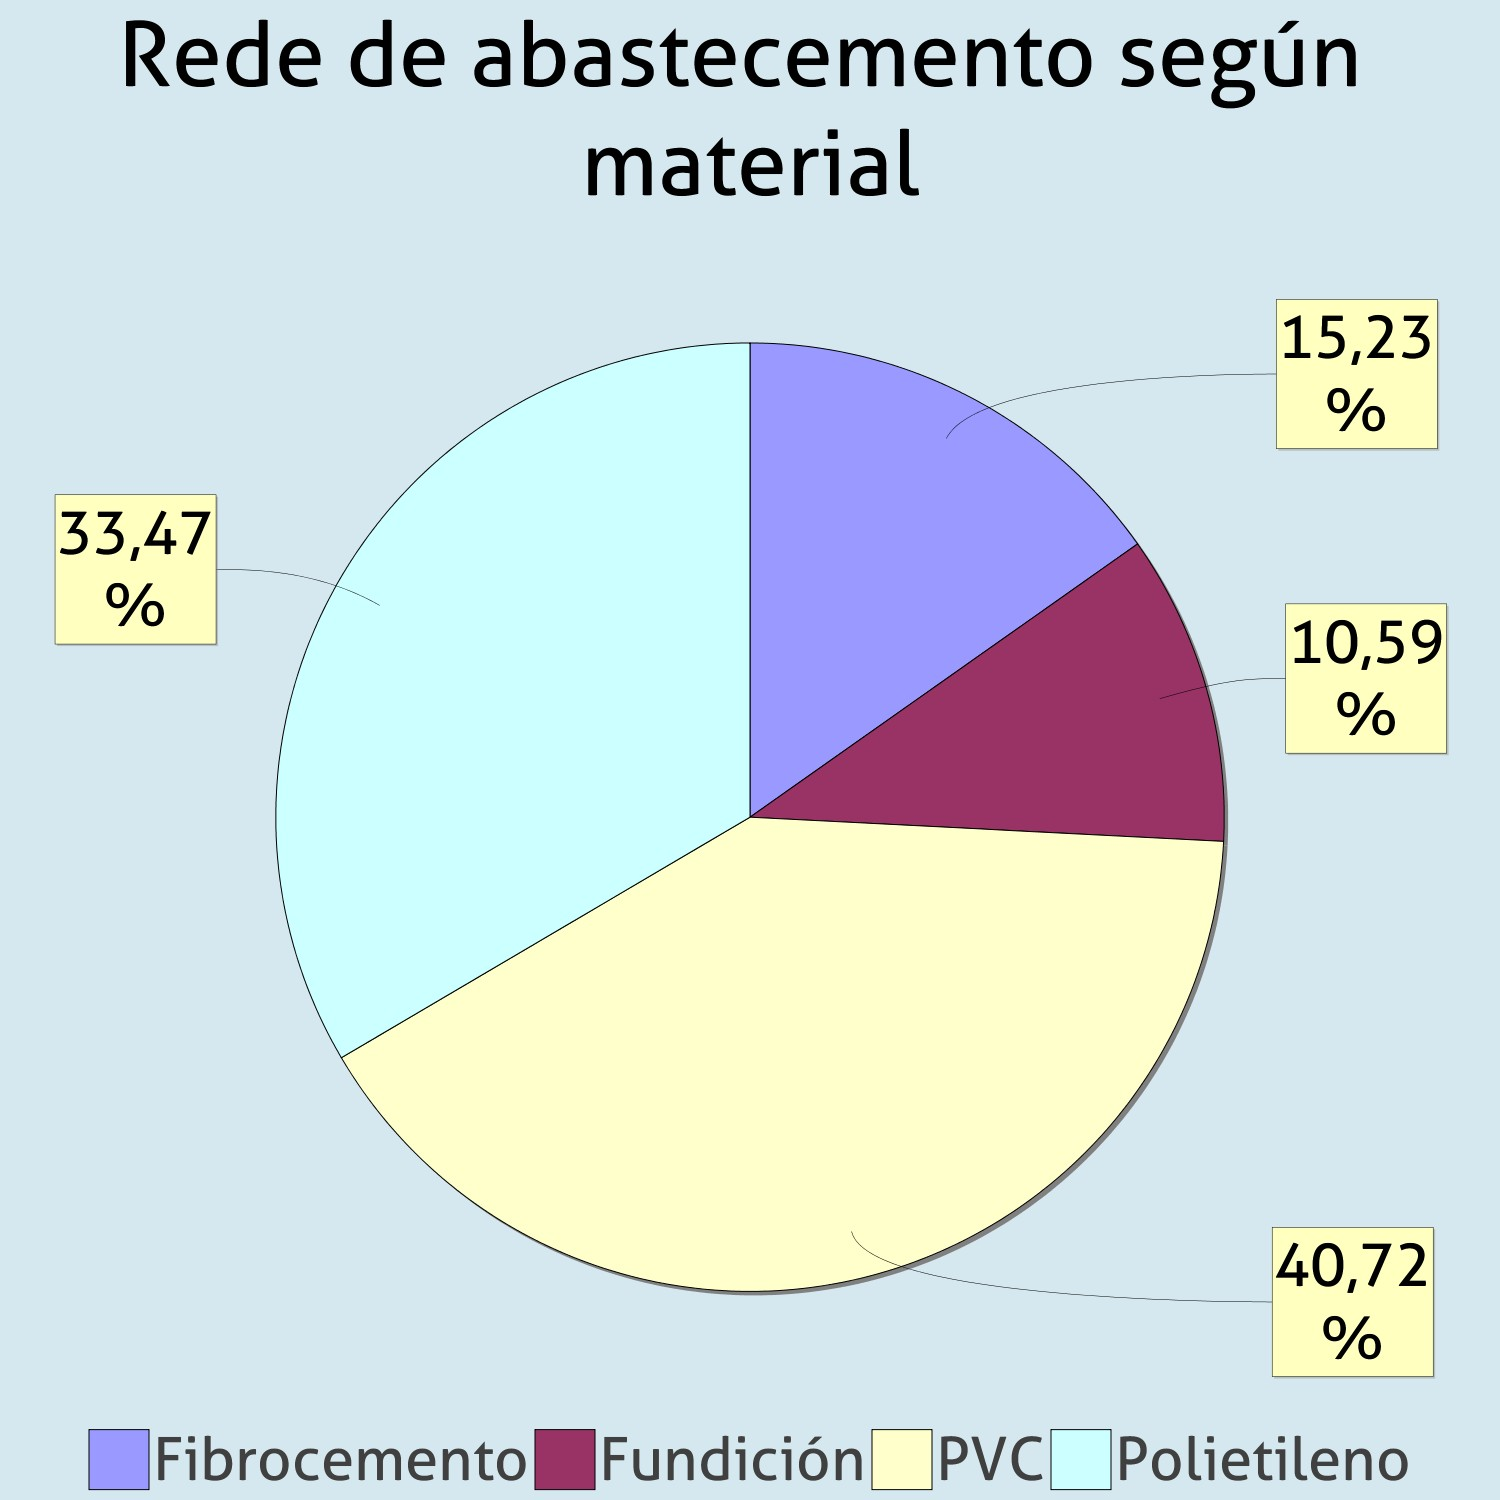 Rede de abastecemento según
material
15,23
%
33,47
%
10,59
%
40,72
%
Fibrocemento Fundición PVC Polietileno